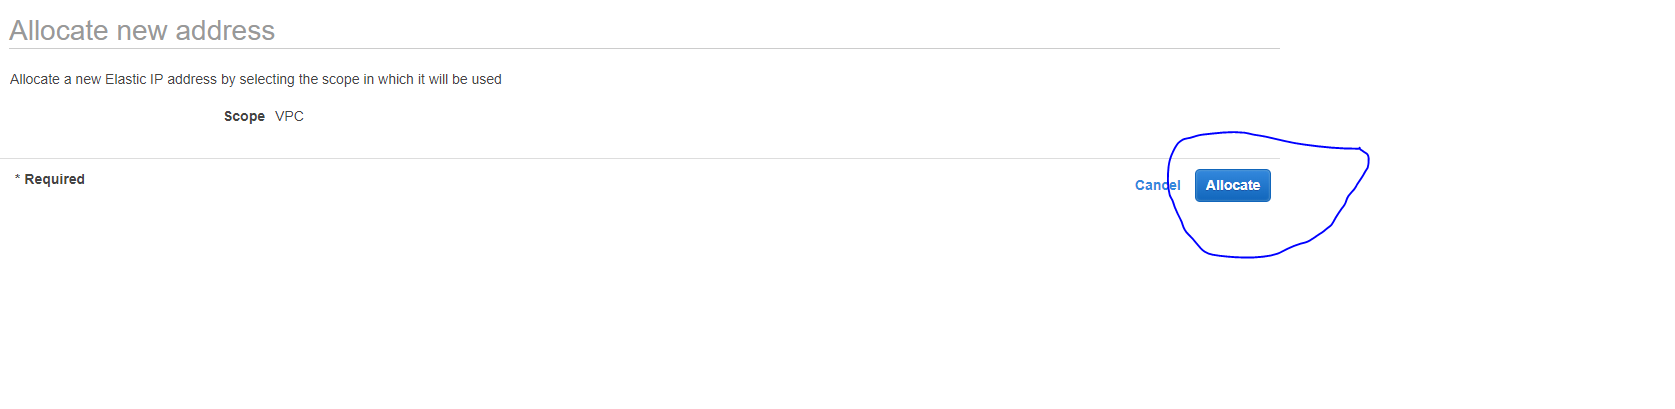 Allocate new address
Allocate a new Elastic IP address by selecting the scope in which it will be used
Scope VPC
* Required
Cancel Allocate